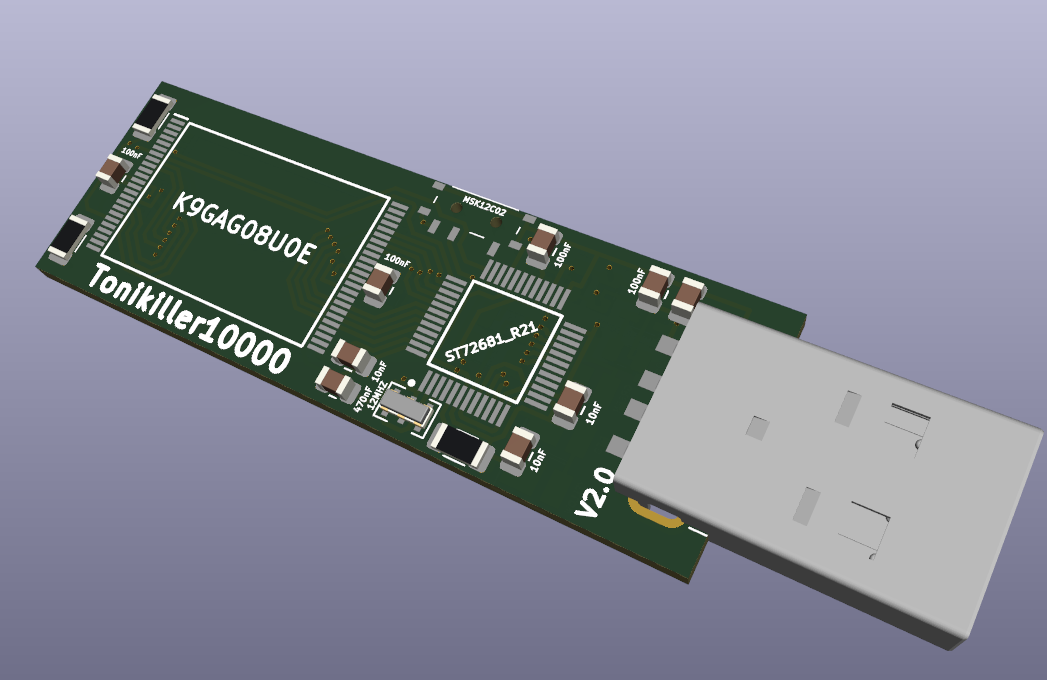 100nF
K9GAG08U0E
Tonikiller10000
MSK12C02
100nF
100nF
100nF
ST72681_R21
10nF
470nF
12MHZ
10nF
10nF
V2.0